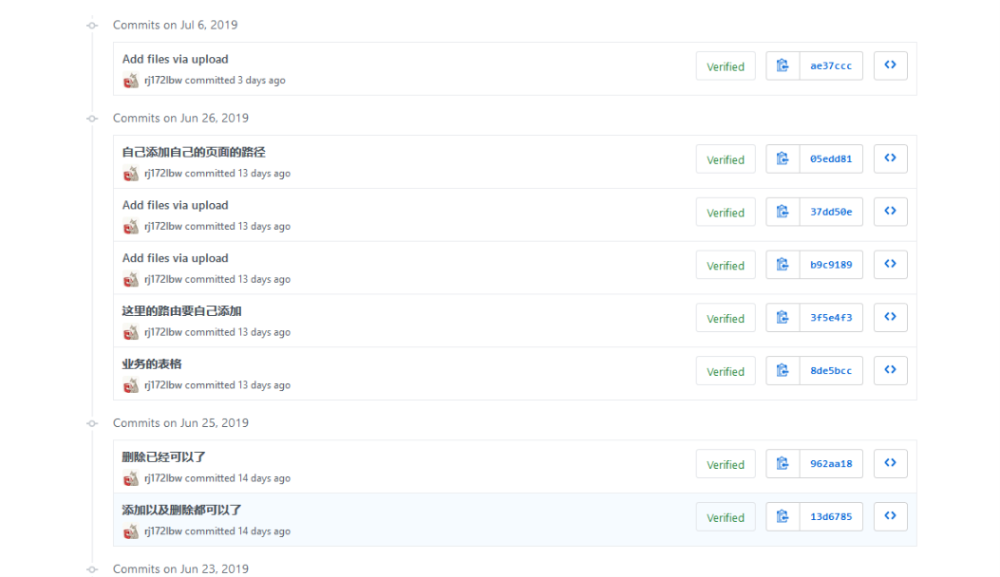 Commits on Jul 6, 2019
Add files via upload
Verified
ae37ccc
rj172lbw committed 3 days ago
Commits on Jun 26, 2019
自己添加自己的页面的路径
Verified
05edd81
rj172lbw committed 13 days ago
Add files via upload
Verified
37dd50e
rj172lbw committed 13 days ago
Add files via upload
Verified
b9c9189
rj172lbw committed 13 days ago
这里的路由要自己添加
Verified
3f5e4f3
rj172lbw committed 13 days ago
业务的表格
Verified
8de5bcc
rj172lbw committed 13 days ago
Commits on Jun 25, 2019
删除已经可以了
Verified
962aa18
rj172lbw committed 14 days ago
添加以及删除都可以了
Verified
13d6785
rj172lbw committed 14 days ago
Commits on Jun 23, 2019